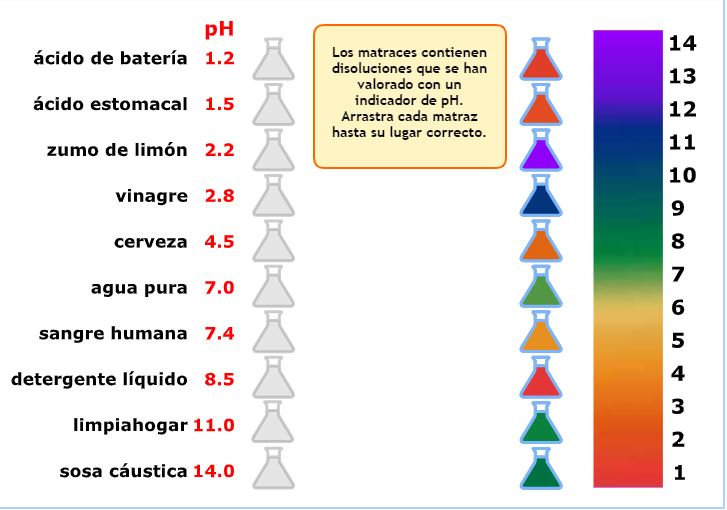 pH
ácido de batería 1.2
ácido estomacal 1.5
zumo de limón 2.2
vinagre 2.8
cerveza 4.5
agua pura 7.0
sangre humana 7.4
detergente líquido 8.5
limpiahogar 11.0
sosa cáustica 14.0
Los matraces contienen
disoluciones que se han
valorado con un
indicador de pH.
Arrastra cada matraz
hasta su lugar correcto.
14
13
12
11
10
9
8
7
6
5
4
3
2
1